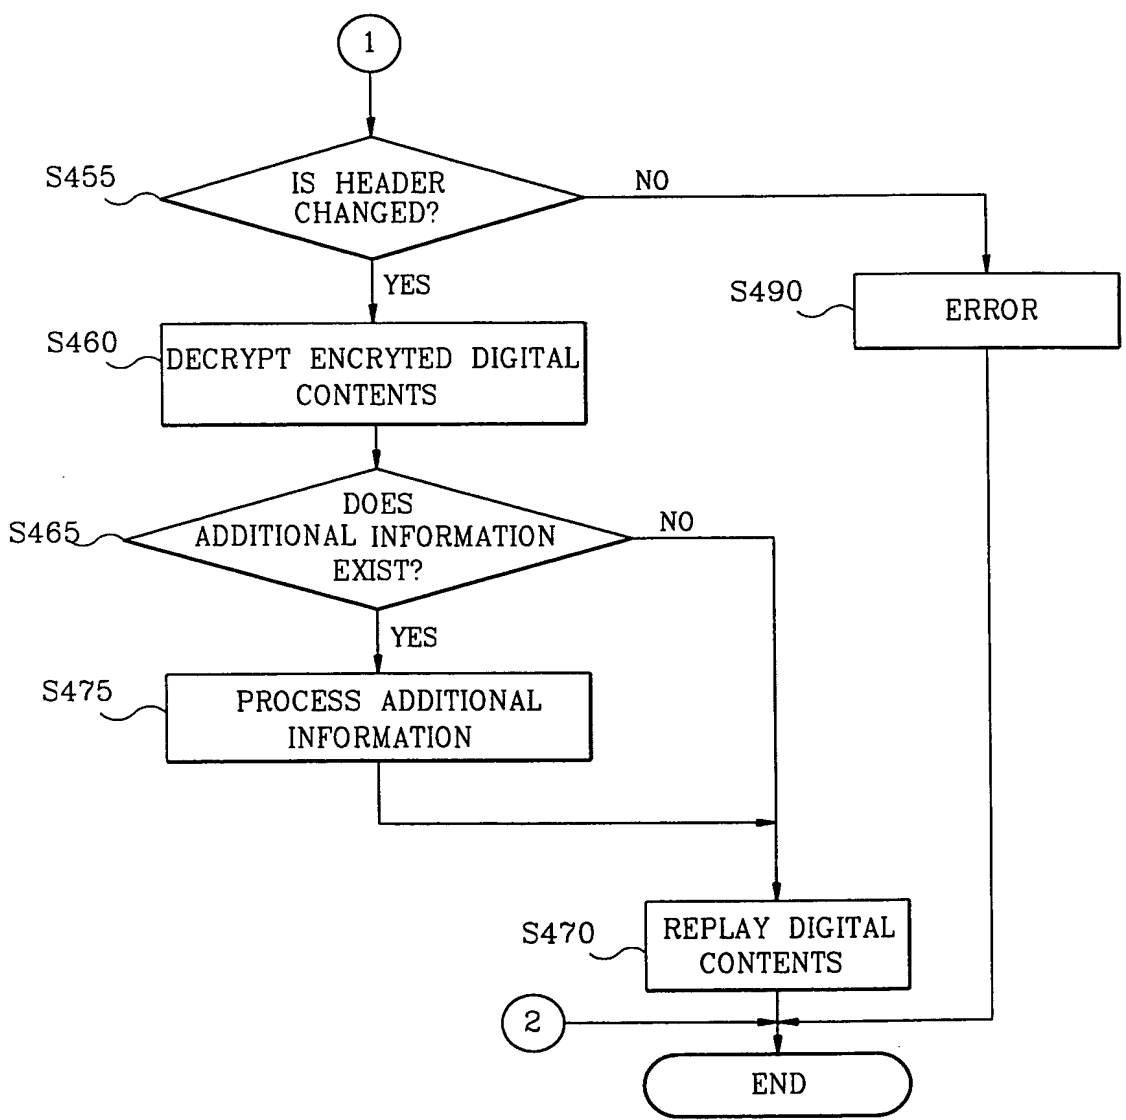 1
S455
IS HEADER
CHANGED?
NO
YES
S490
ERROR
S460
DECRYPT ENCRYTED DIGITAL
CONTENTS
S465
DOES
ADDITIONAL INFORMATION
EXIST?
NO
YES
S475
PROCESS ADDITIONAL
INFORMATION
S470
REPLAY DIGITAL
CONTENTS
2
END